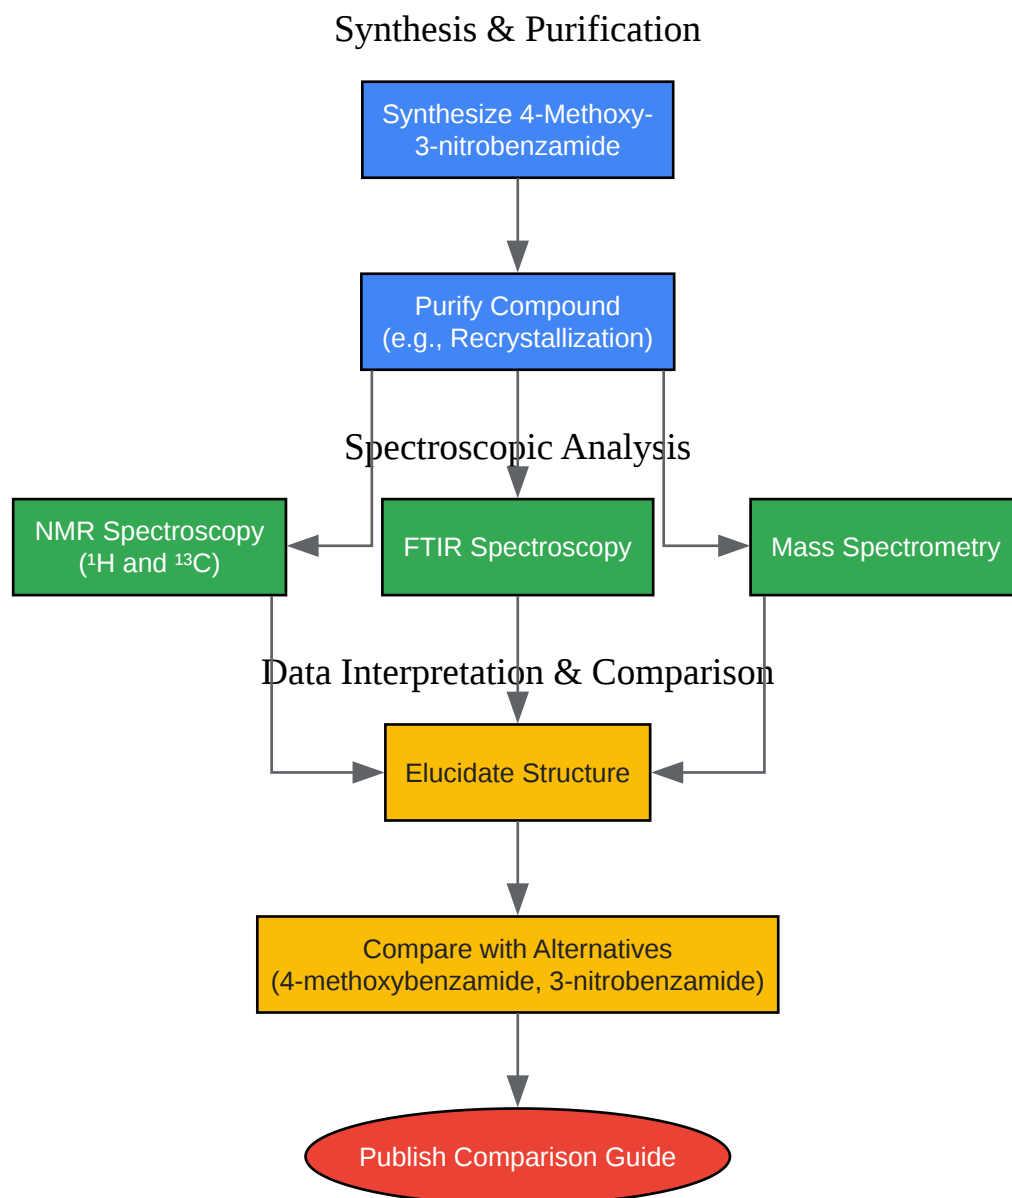 Synthesis & Purification
Synthesize 4-Methoxy-
3-nitrobenzamide
Purify Compound
(e.g., Recrystallization)
Spectroscopic Analysis
NMR Spectroscopy
(¹H and ¹³C)
FTIR Spectroscopy
Mass Spectrometry
Data Interpretation & Comparison
Elucidate Structure
Compare with Alternatives
(4-methoxybenzamide, 3-nitrobenzamide)
Publish Comparison Guide